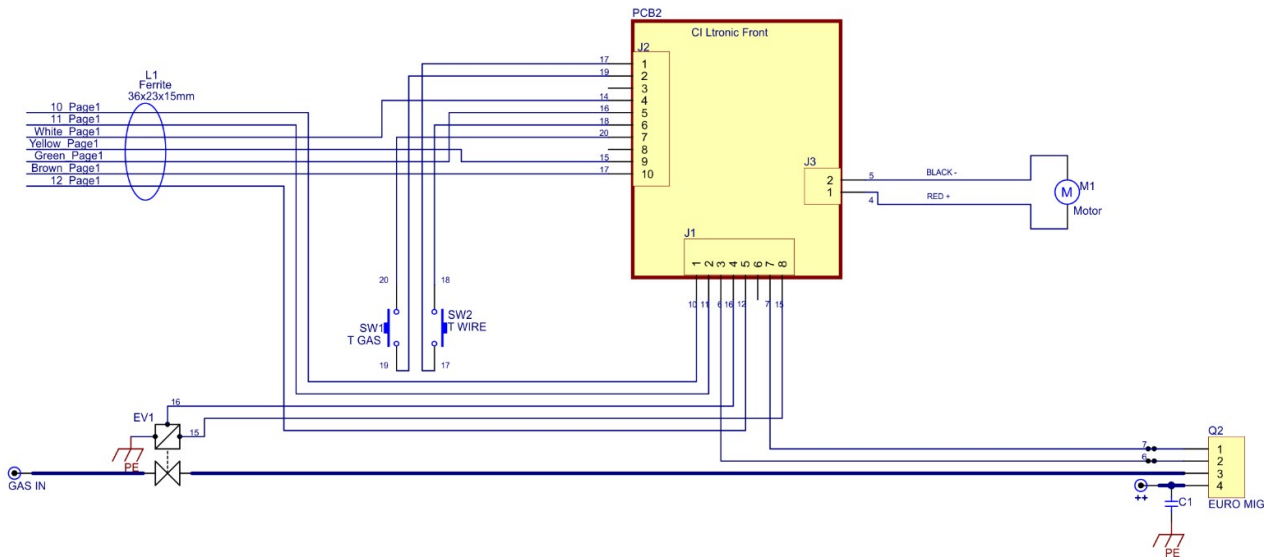 PCB2
CI Ltronic Front
J2
17 1
19 2
3
14 4
16 5
18 6
20 7
8
15 9
17 10
L1
Ferrite
36x23x15mm
10 Page1
11 Page1
White Page1
Yellow Page1
Green Page1
Brown Page1
12 Page1
J3
2 5 BLACK -
1 4 RED +
M M1
Motor
J1
1 2 3 4 5 6 7 8
10 11 6 16 12 7 15
20 18
SW1
T GAS
SW2
T WIRE
19 17
16
EV1
15
PE
GAS IN
Q2
7 1
6 2
3
4
++
C1
EURO MIG
PE